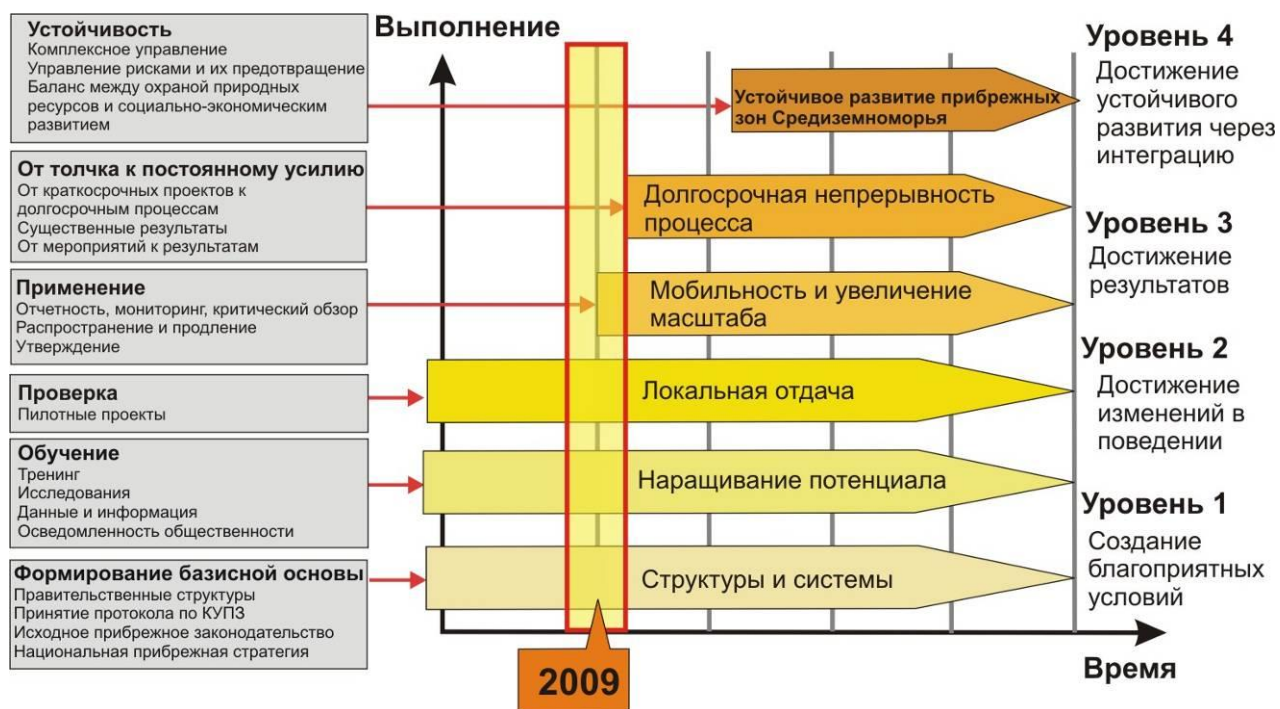 Устойчивость
Комплексное управление
Управление рисками и их предотвращение
Баланс между охраной природных
ресурсов и социально-экономическим
развитием
От толчка к постоянному усилию
От краткосрочных проектов к
долгосрочным процессам
Существенные результаты
От мероприятий к результатам
Применение
Отчетность, мониторинг, критический обзор
Распространение и продление
Утверждение
Проверка
Пилотные проекты
Обучение
Тренинг
Исследования
Данные и информация
Осведомленность общественности
Формирование базисной основы
Правительственные структуры
Принятие протокола по КУПЗ
Исходное прибрежное законодательство
Национальная прибрежная стратегия
Выполнение
Устойчивое развитие прибрежных
зон Средиземноморья
Долгосрочная непрерывность
процесса
Мобильность и увеличение
масштаба
Локальная отдача
Наращивание потенциала
Структуры и системы
2009
Время
Уровень 4
Достижение
устойчивого
развития через
интеграцию
Уровень 3
Достижение
результатов
Уровень 2
Достижение
изменений в
поведении
Уровень 1
Создание
благоприятных
условий